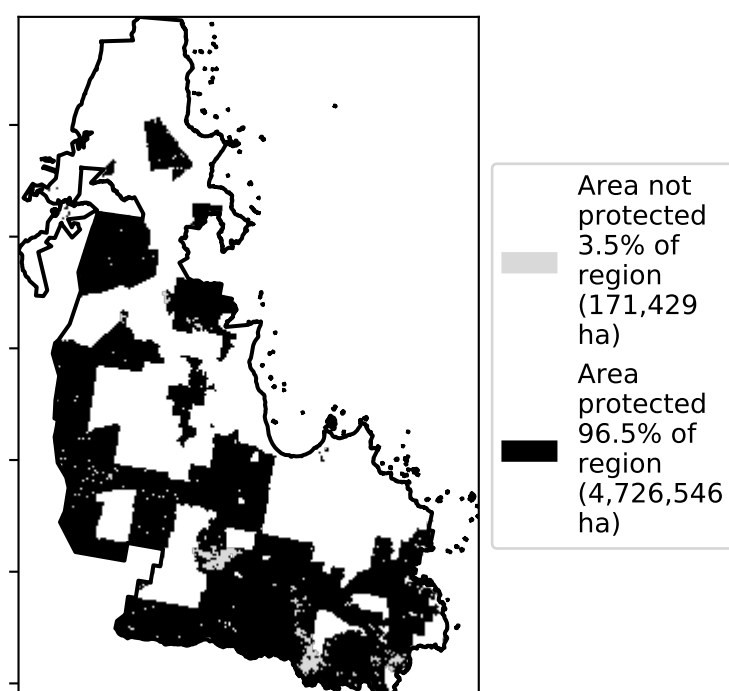 Area not
protected
3.5% of
region
(171,429
ha)
Area
protected
96.5% of
region
(4,726,546
ha)